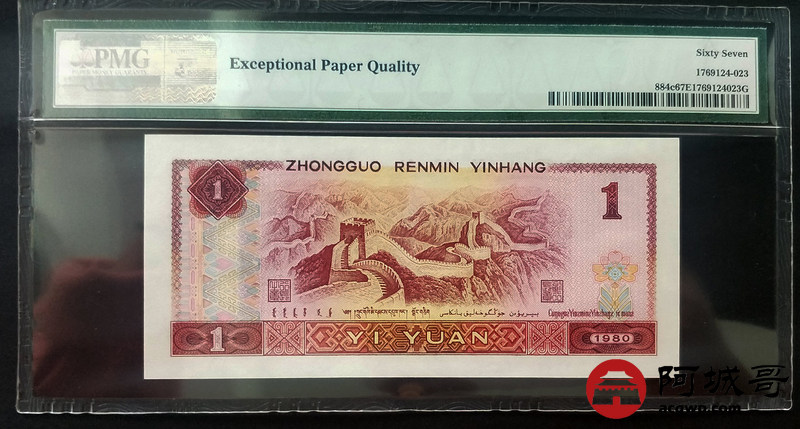 PMG
Exceptional Paper Quality
Sixty Seven
1769124-023
884c67E1769124023G
ZHONGGUO RENMIN YINHANG
1
1
1
YI YUAN
1980
阿城哥
acgwo.com